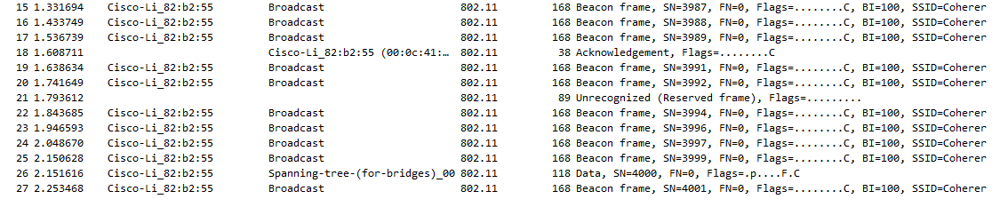 15 1.331694 Cisco-Li_82:b2:55 Broadcast 802.11 168 Beacon frame, SN=3987, FN=0, Flags=........C, BI=100, SSID=Coherer
16 1.433749 Cisco-Li_82:b2:55 Broadcast 802.11 168 Beacon frame, SN=3988, FN=0, Flags=........C, BI=100, SSID=Coherer
17 1.536739 Cisco-Li_82:b2:55 Broadcast 802.11 168 Beacon frame, SN=3989, FN=0, Flags=........C, BI=100, SSID=Coherer
18 1.608711 Cisco-Li_82:b2:55 (00:0c:41:… 802.11 38 Acknowledgement, Flags=........C
19 1.638634 Cisco-Li_82:b2:55 Broadcast 802.11 168 Beacon frame, SN=3991, FN=0, Flags=........C, BI=100, SSID=Coherer
20 1.741649 Cisco-Li_82:b2:55 Broadcast 802.11 168 Beacon frame, SN=3992, FN=0, Flags=........C, BI=100, SSID=Coherer
21 1.793612 802.11 89 Unrecognized (Reserved frame), Flags=.........
22 1.843685 Cisco-Li_82:b2:55 Broadcast 802.11 168 Beacon frame, SN=3994, FN=0, Flags=........C, BI=100, SSID=Coherer
23 1.946593 Cisco-Li_82:b2:55 Broadcast 802.11 168 Beacon frame, SN=3996, FN=0, Flags=........C, BI=100, SSID=Coherer
24 2.048670 Cisco-Li_82:b2:55 Broadcast 802.11 168 Beacon frame, SN=3997, FN=0, Flags=........C, BI=100, SSID=Coherer
25 2.150628 Cisco-Li_82:b2:55 Broadcast 802.11 168 Beacon frame, SN=3999, FN=0, Flags=........C, BI=100, SSID=Coherer
26 2.151616 Cisco-Li_82:b2:55 Spanning-tree-(for-bridges)_00 802.11 118 Data, SN=4000, FN=0, Flags=.p....F.C
27 2.253468 Cisco-Li_82:b2:55 Broadcast 802.11 168 Beacon frame, SN=4001, FN=0, Flags=........C, BI=100, SSID=Coherer